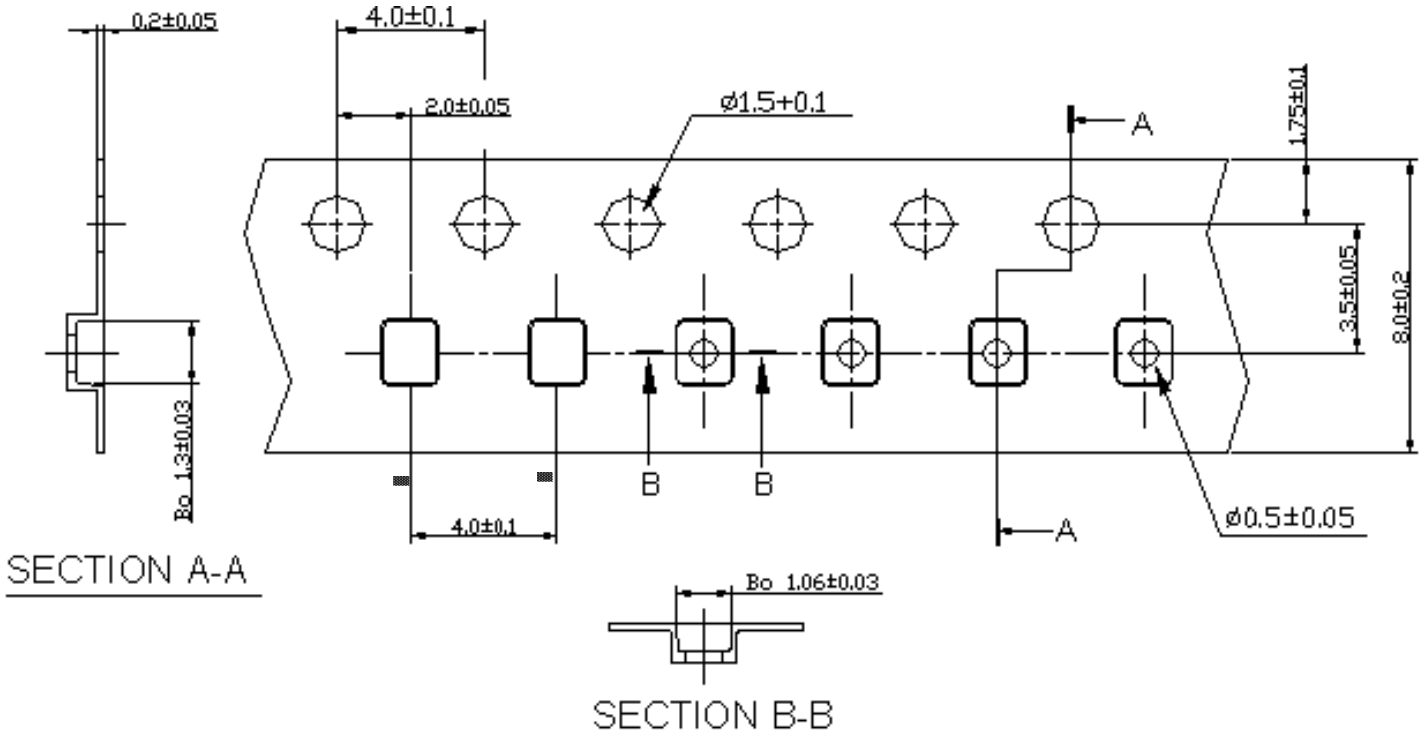 0.2±0.05
4.0±0.1
2.0±0.05
Ø1.5+0.1
A
1.75±0.1
3.5±0.05
8.0±0.2
Bo 1.3±0.03
B
B
4.0±0.1
A
Ø0.5±0.05
SECTION A-A
Bo 1.06±0.03
SECTION B-B